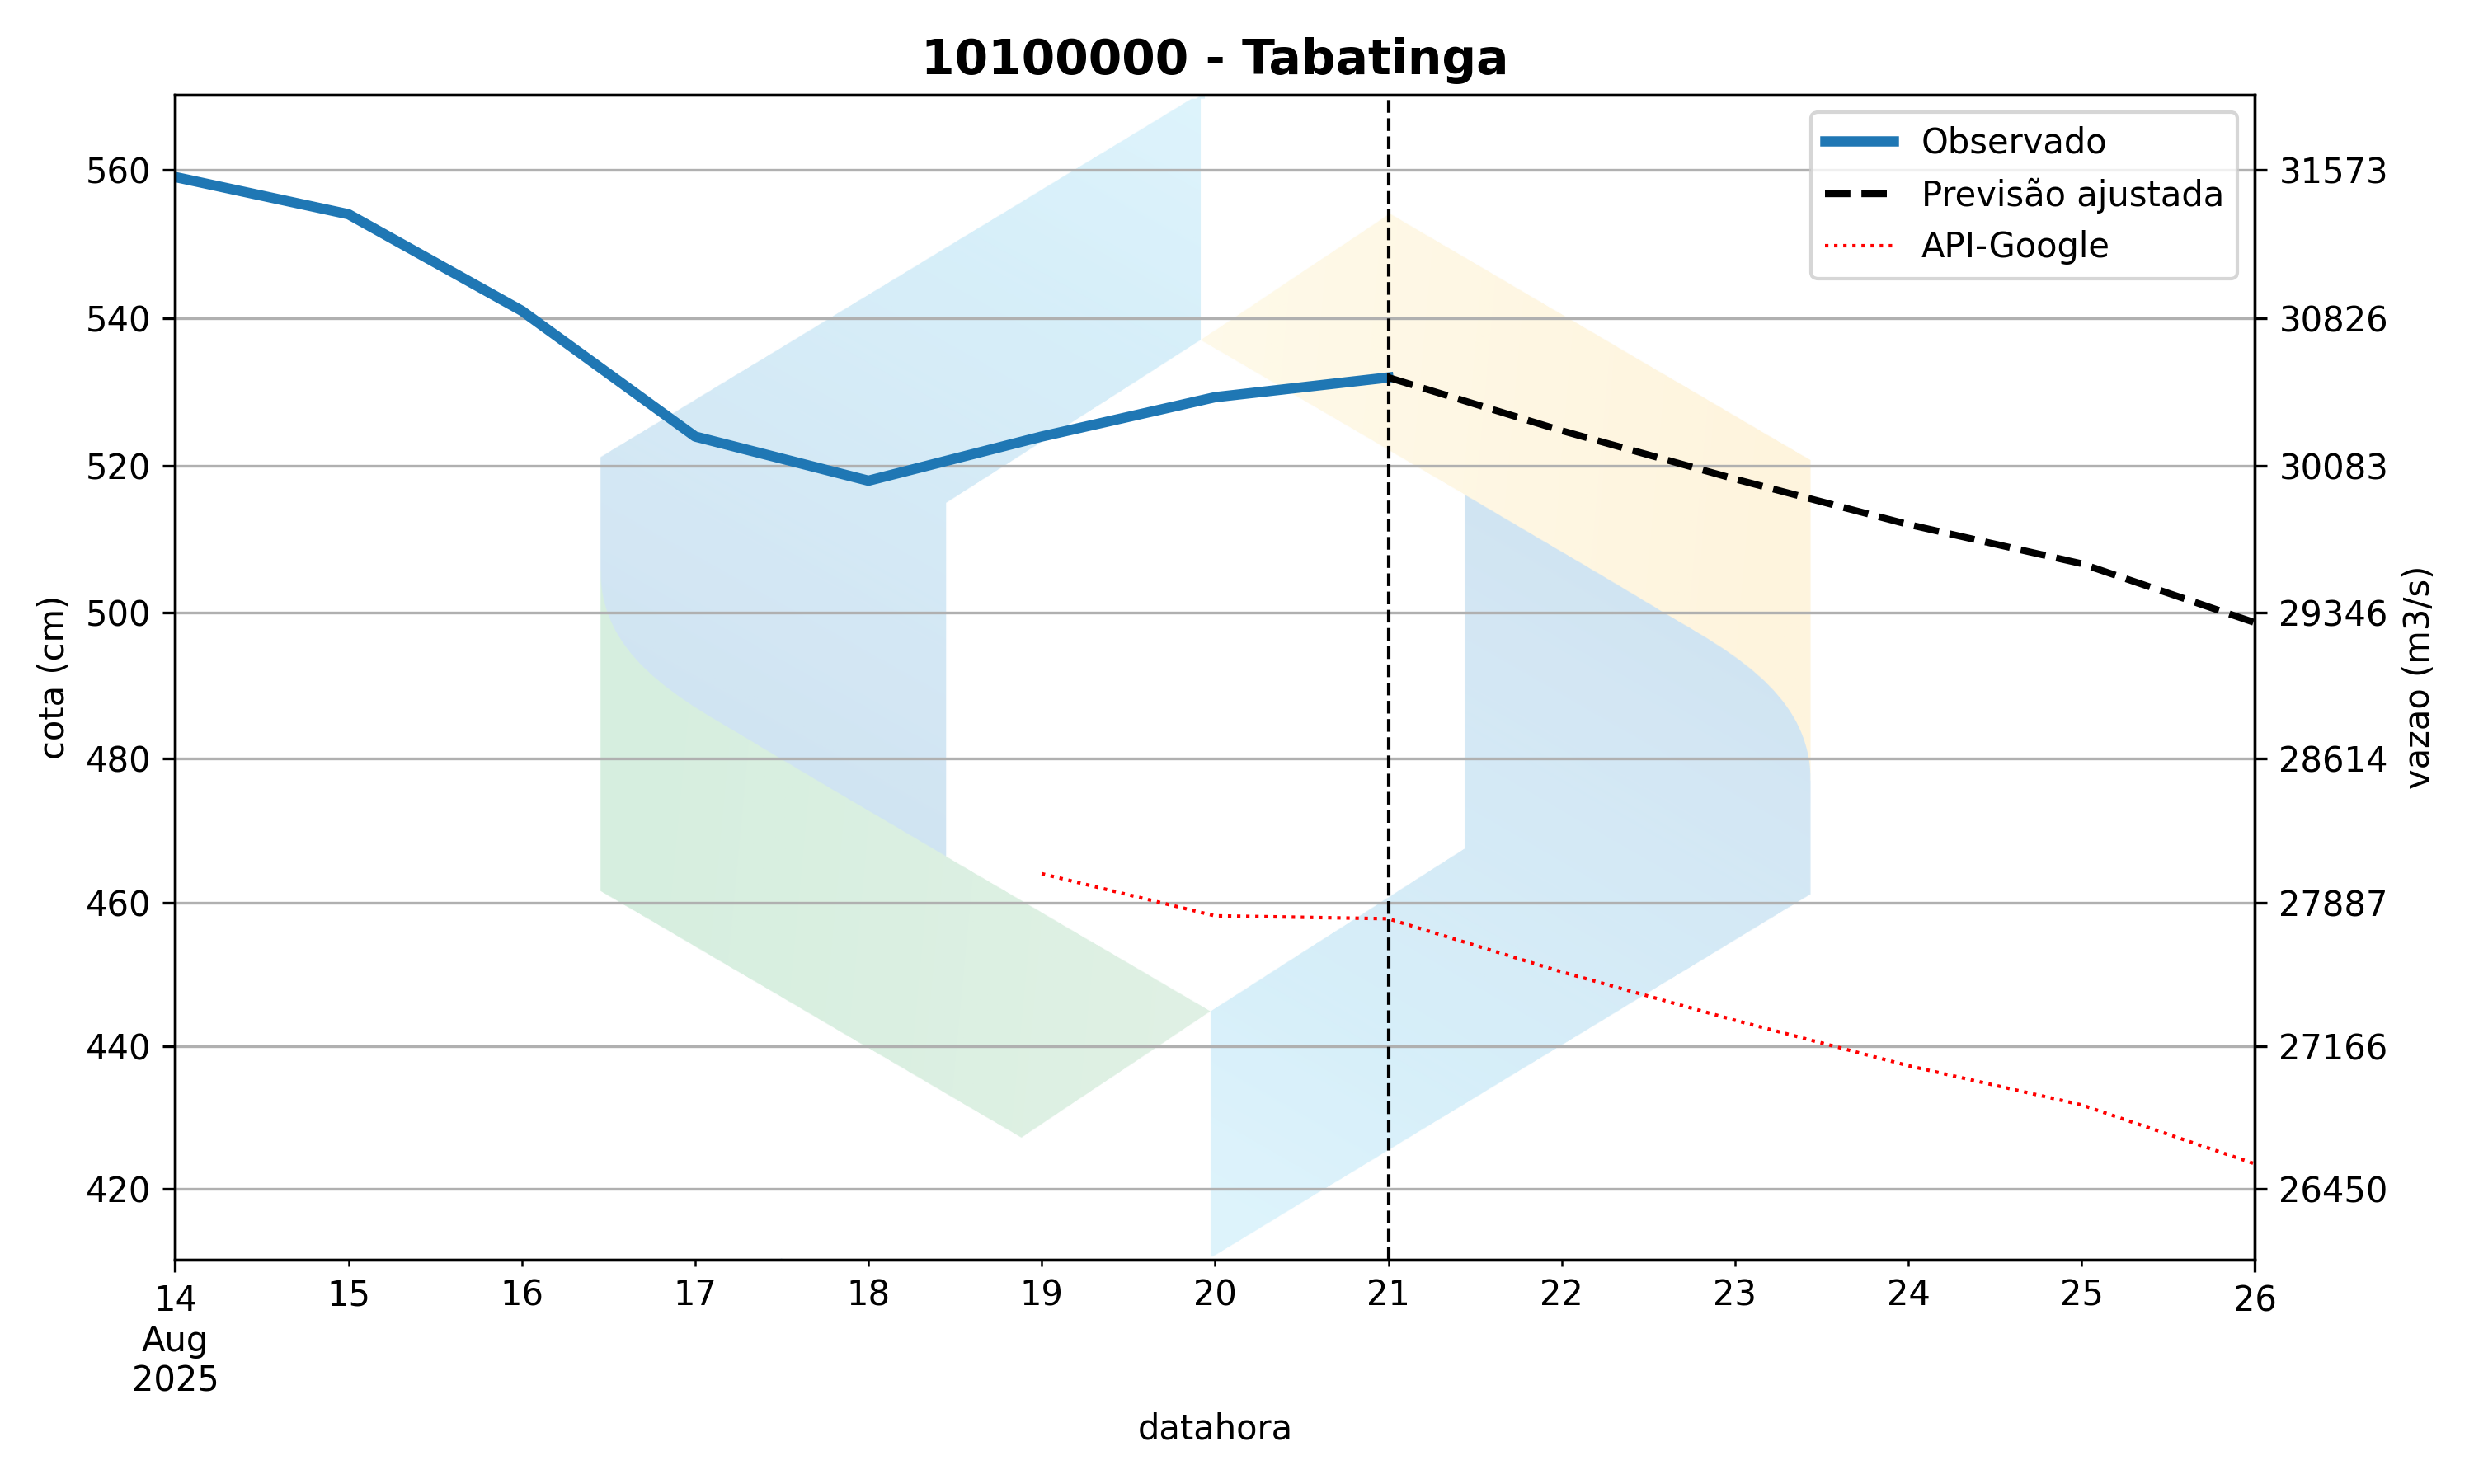 10100000 - Tabatinga
Observado
Previsão ajustada
API-Google
560
540
520
500
480
460
440
420
cota (cm)
31573
30826
30083
29346
28614
27887
27166
26450
vazao (m3/s)
14 15 16 17 18 19 20 21 22 23 24 25 26
Aug
2025
datahora